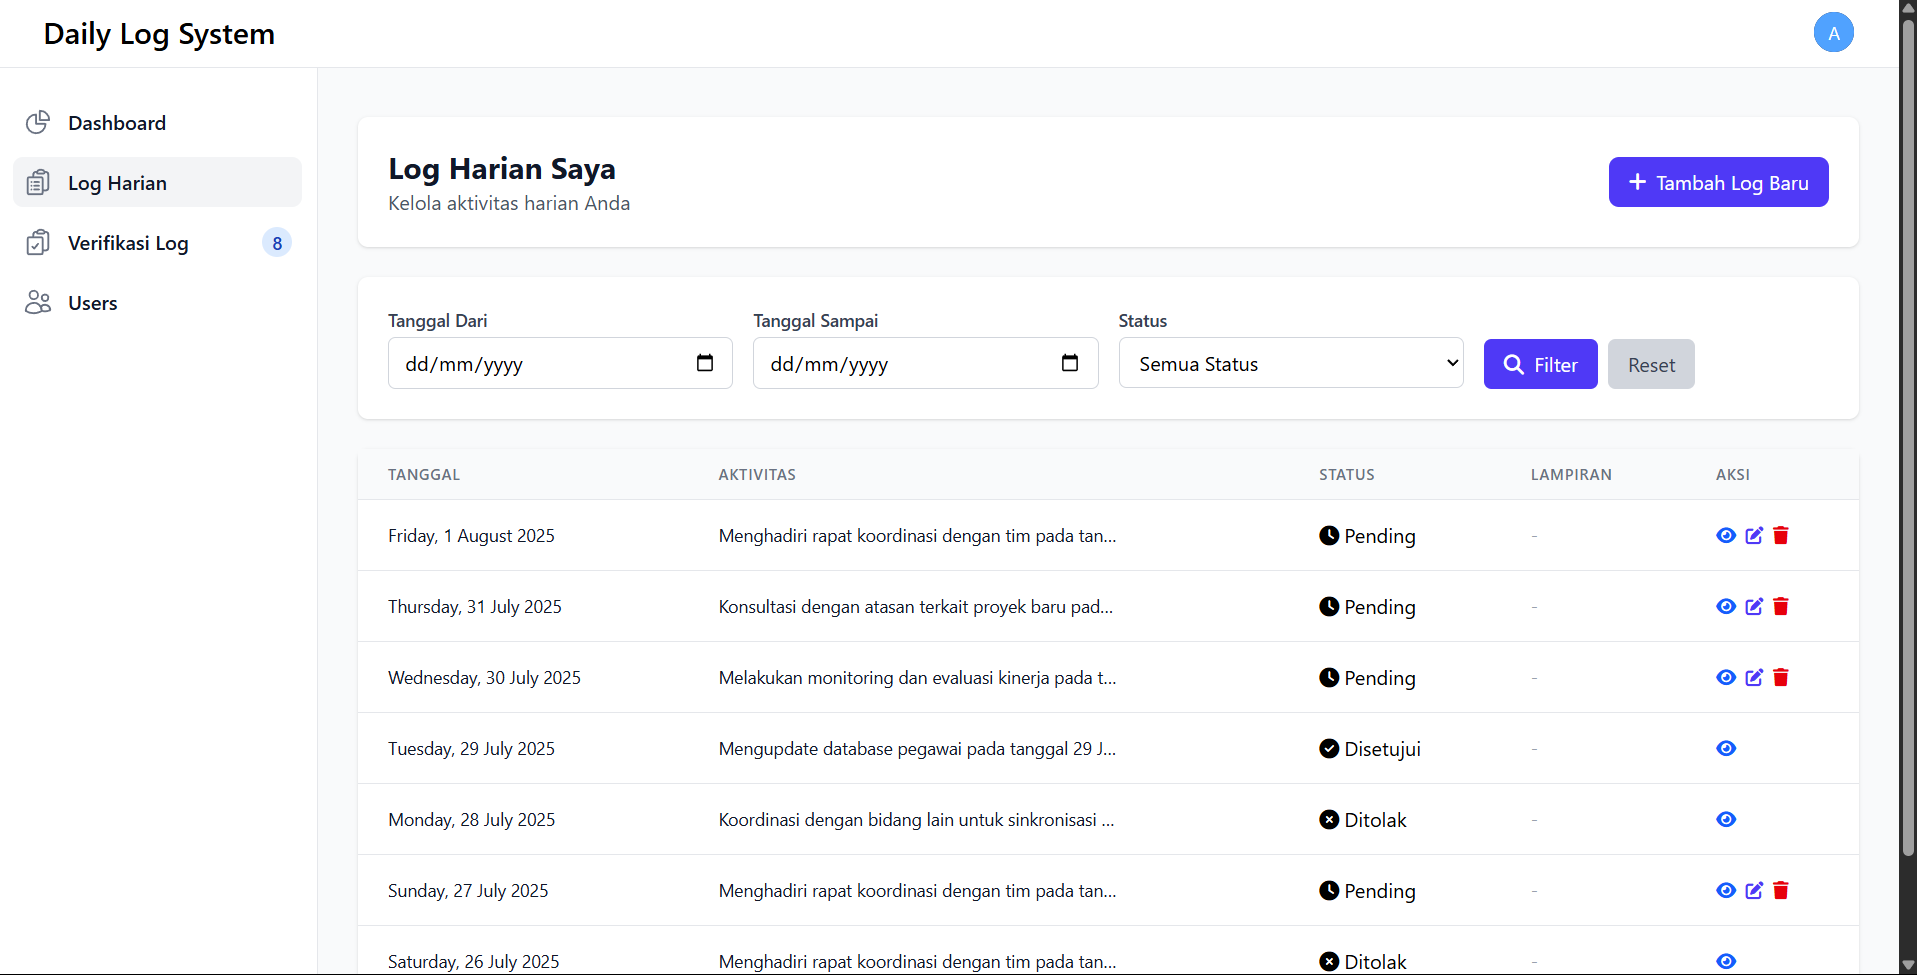 Daily Log System
A
Dashboard
Log Harian
Verifikasi Log 8
Users
Log Harian Saya
Kelola aktivitas harian Anda
Tambah Log Baru
Tanggal Dari Tanggal Sampai Status
dd/mm/yyyy dd/mm/yyyy Semua Status Filter Reset
TANGGAL AKTIVITAS STATUS LAMPIRAN AKSI
Friday, 1 August 2025 Menghadiri rapat koordinasi dengan tim pada tan... Pending -
Thursday, 31 July 2025 Konsultasi dengan atasan terkait proyek baru pad... Pending -
Wednesday, 30 July 2025 Melakukan monitoring dan evaluasi kinerja pada t... Pending -
Tuesday, 29 July 2025 Mengupdate database pegawai pada tanggal 29 J... Disetujui -
Monday, 28 July 2025 Koordinasi dengan bidang lain untuk sinkronisasi ... Ditolak -
Sunday, 27 July 2025 Menghadiri rapat koordinasi dengan tim pada tan... Pending -
Saturday, 26 July 2025 Menghadiri rapat koordinasi dengan tim pada tan... Ditolak -